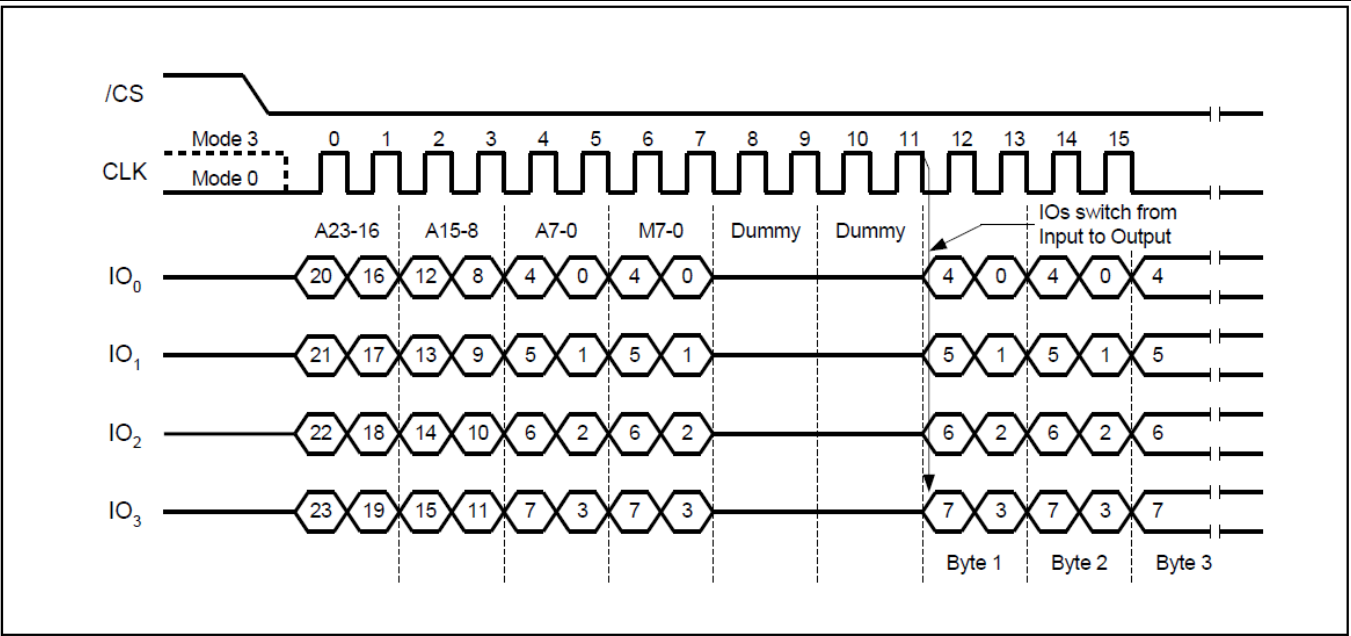 /CS
Mode 3 0 1 2 3 4 5 6 7 8 9 10 11 12 13 14 15
CLK
Mode 0
IOs switch from
Input to Output
A23-16 A15-8 A7-0 M7-0 Dummy Dummy
IO0 20 16 12 8 4 0 4 0 4 0 4 0 4
IO1 21 17 13 9 5 1 5 1 5 1 5 1 5
IO2 22 18 14 10 6 2 6 2 6 2 6 2 6
IO3 23 19 15 11 7 3 7 3 7 3 7 3 7
Byte 1 Byte 2 Byte 3